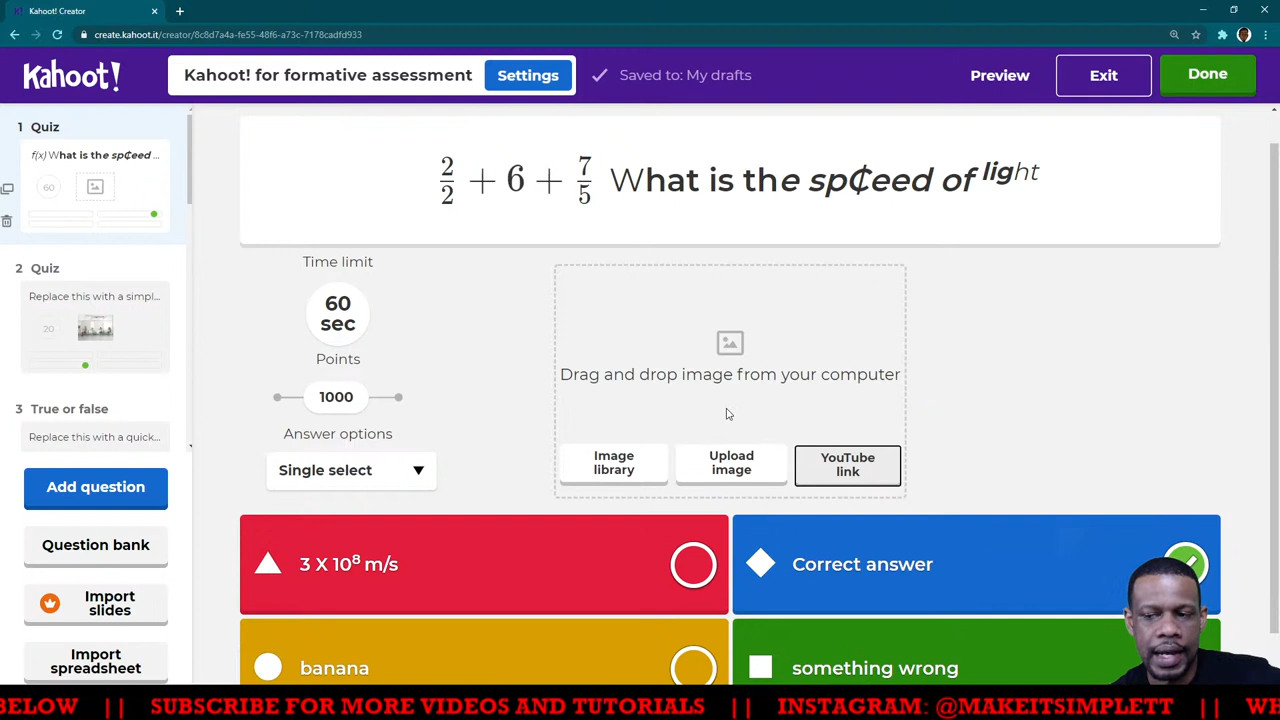 Kahoot! Creator
create.kahoot.it/creator/8c8d7a4a-fe55-48f6-a73c-7178cadfd933
Kahoot!
Kahoot! for formative assessment
Settings
Saved to: My drafts
Preview
Exit
Done
1 Quiz
f(x) What is the sp₵eed ...
60
2 Quiz
Replace this with a simpl...
20
3 True or false
Replace this with a quick...
Add question
Question bank
Import
slides
Import
spreadsheet
2/2 + 6 + 7/5 What is the sp₵eed of light
Time limit
60
sec
Points
1000
Answer options
Single select
Drag and drop image from your computer
Image
library
Upload
image
YouTube
link
3 X 10⁸ m/s
Correct answer
banana
something wrong
BELOW || SUBSCRIBE FOR MORE VIDEOS AND TUTORIALS || INSTAGRAM: @MAKEITSIMPLETT || WE